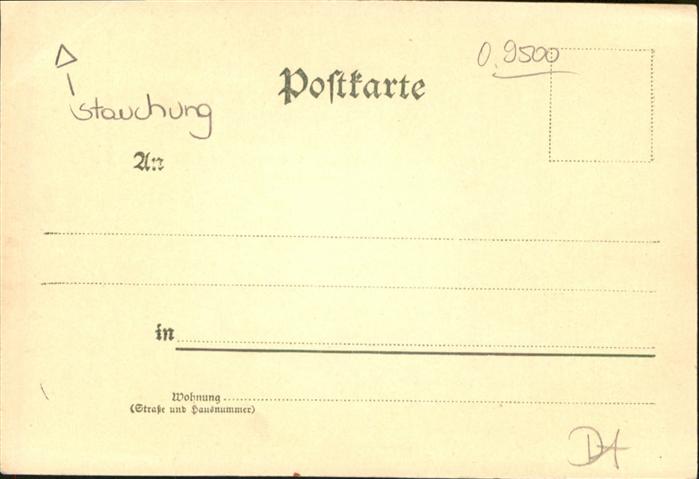 0,9500
Postkarte
Stauchung
An
in
Wohnung
(Straße und Hausnummer)